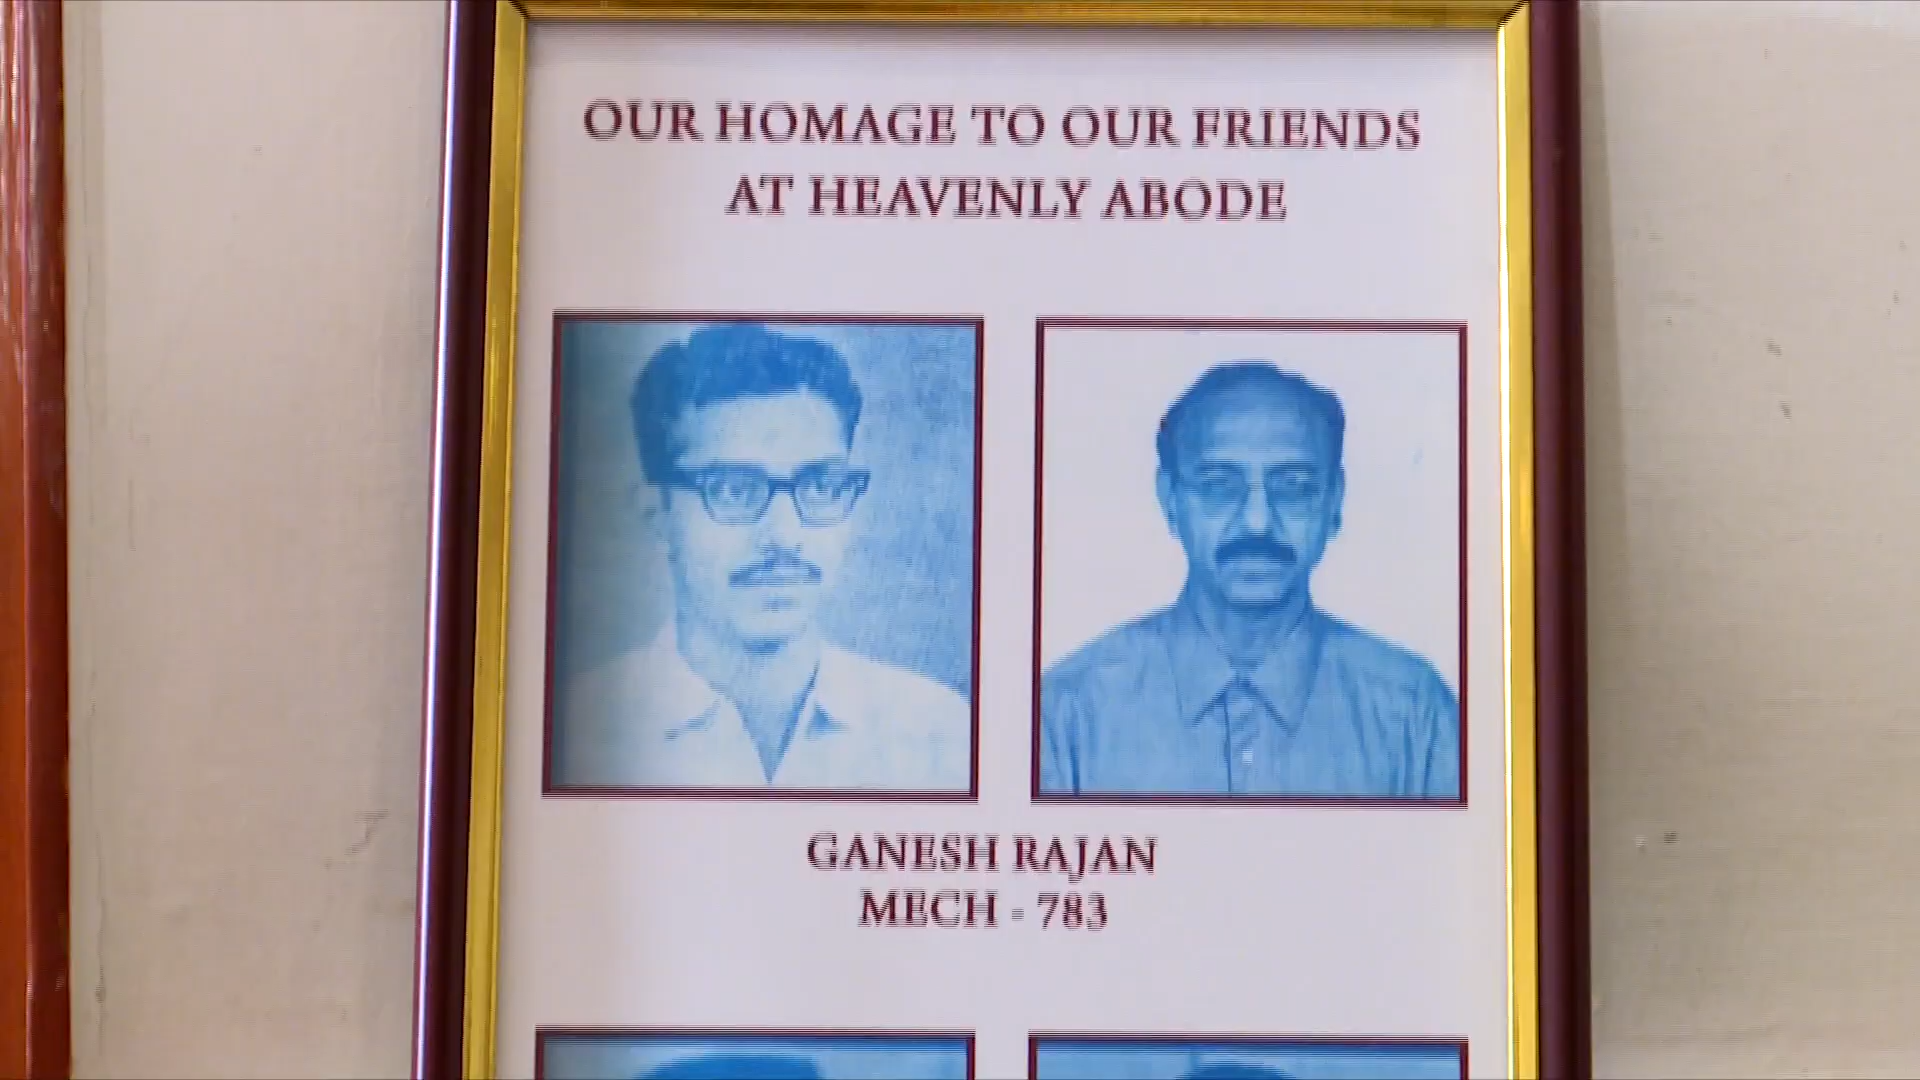 OUR HOMAGE TO OUR FRIENDS
AT HEAVENLY ABODE
GANESH RAJAN
MECH - 783